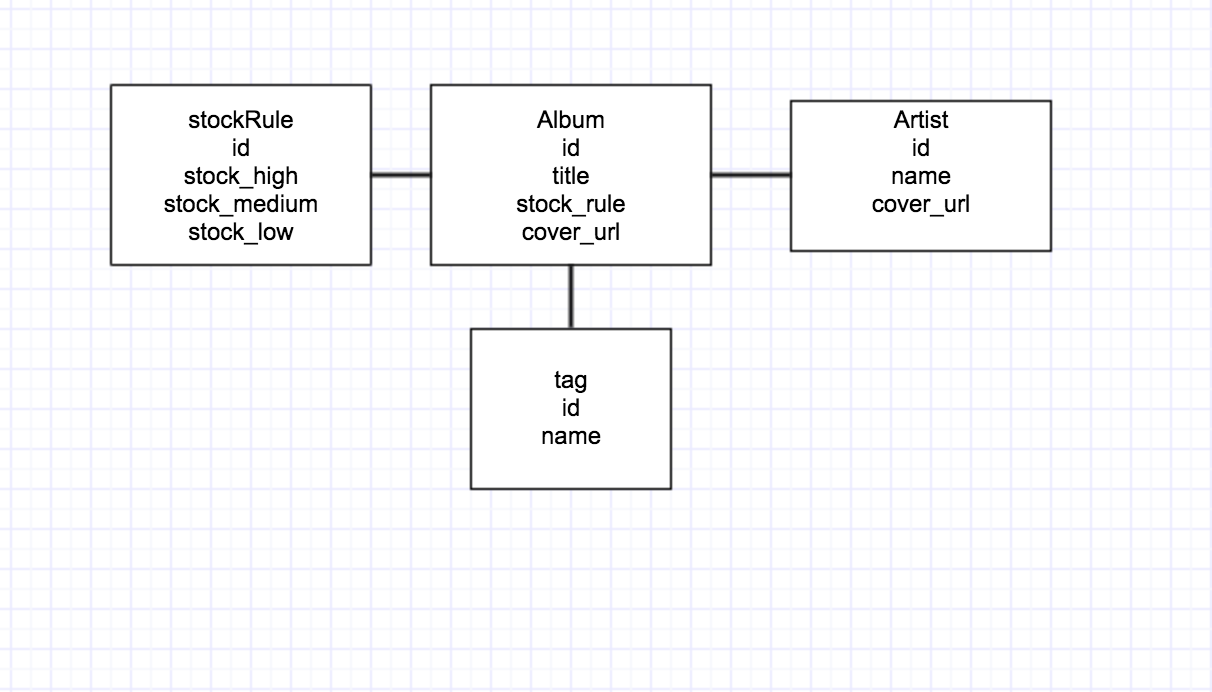 stockRule
id
stock_high
stock_medium
stock_low
Album
id
title
stock_rule
cover_url
Artist
id
name
cover_url
tag
id
name